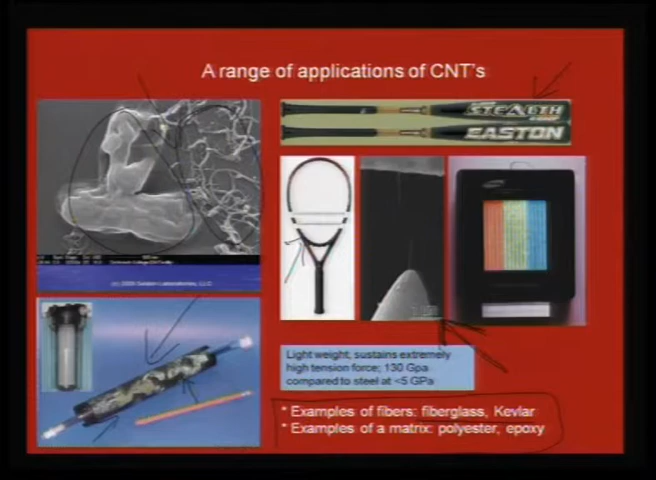 A range of applications of CNT's
STEALTH
EASTON
Light weight, sustains extremely
high tension force; 130 Gpa
compared to steel at <5 GPa
* Examples of fibers: fiberglass, Kevlar
* Examples of a matrix: polyester, epoxy